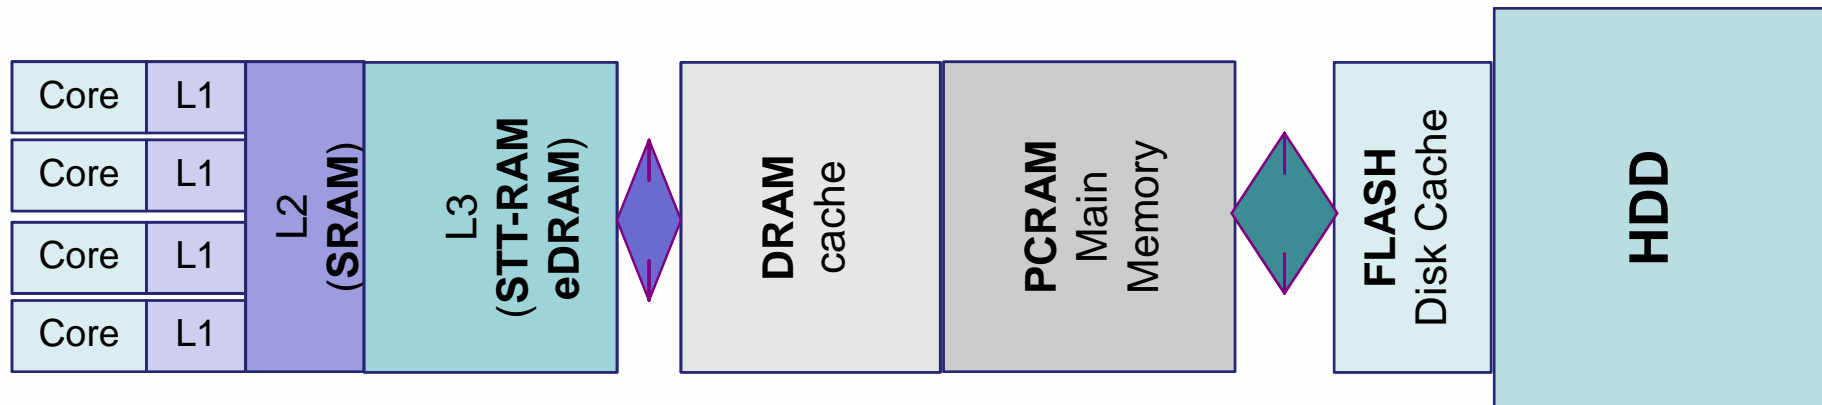 Core L1
Core L1
Core L1
Core L1
L2
(SRAM)
L3
(STT-RAM
eDRAM)
DRAM
cache
PCRAM
Main
Memory
FLASH
Disk Cache
HDD